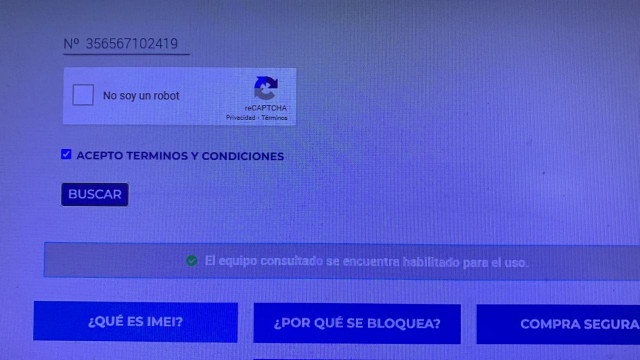 Nº 356567102419
No soy un robot
reCAPTCHA
Privacidad - Términos
ACEPTO TERMINOS Y CONDICIONES
BUSCAR
El equipo consultado se encuentra habilitado para el uso.
¿QUÉ ES IMEI?
¿POR QUÉ SE BLOQUEA?
COMPRA SEGURA